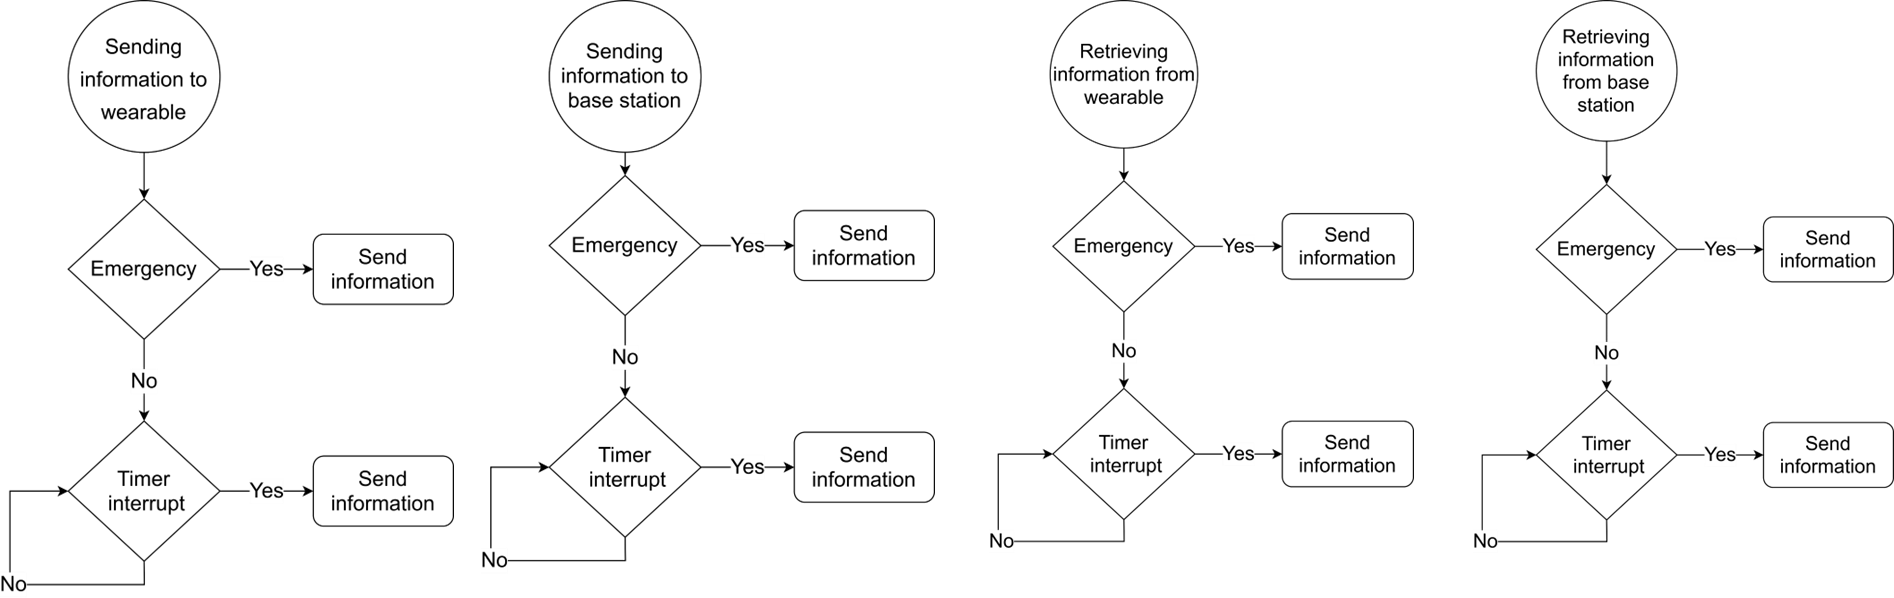 Sending
information to
wearable
Emergency
Yes
Send
information
No
Timer
interrupt
Yes
Send
information
No
Sending
information to
base station
Emergency
Yes
Send
information
No
Timer
interrupt
Yes
Send
information
No
Retrieving
information from
wearable
Emergency
Yes
Send
information
No
Timer
interrupt
Yes
Send
information
No
Retrieving
information
from base
station
Emergency
Yes
Send
information
No
Timer
interrupt
Yes
Send
information
No